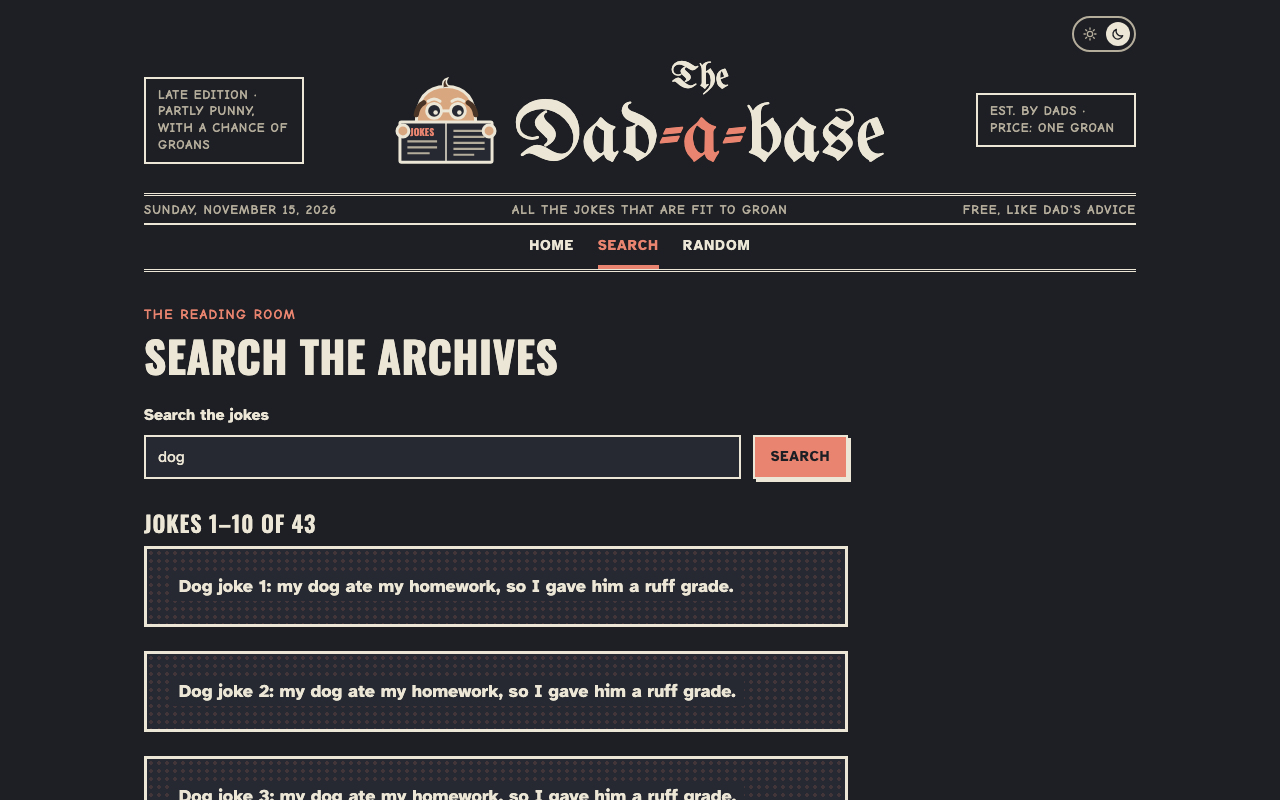 LATE EDITION ·
PARTLY PUNNY,
WITH A CHANCE OF
GROANS
JOKES
The
Dad=a=base
EST. BY DADS ·
PRICE: ONE GROAN
SUNDAY, NOVEMBER 15, 2026
ALL THE JOKES THAT ARE FIT TO GROAN
FREE, LIKE DAD'S ADVICE
HOME SEARCH RANDOM
THE READING ROOM
SEARCH THE ARCHIVES
Search the jokes
dog
SEARCH
JOKES 1–10 OF 43
Dog joke 1: my dog ate my homework, so I gave him a ruff grade.
Dog joke 2: my dog ate my homework, so I gave him a ruff grade.
Dog joke 3: my dog ate my homework, so I gave him a ruff grade.